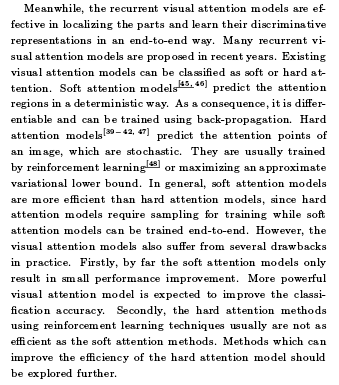 Meanwhile, the recurrent visual attention models are ef-
fective in localizing the parts and learn their discriminative
representations in an end-to-end way. Many recurrent vi-
sual attention models are proposed in recent years. Existing
visual attention models can be classified as soft or hard at-
tention. Soft attention models[45, 46] predict the attention
regions in a deterministic way. As a consequence, it is differ-
entiable and can be trained using back-propagation. Hard
attention models[39−42, 47] predict the attention points of
an image, which are stochastic. They are usually trained
by reinforcement learning[48] or maximizing an approximate
variational lower bound. In general, soft attention models
are more efficient than hard attention models, since hard
attention models require sampling for training while soft
attention models can be trained end-to-end. However, the
visual attention models also suffer from several drawbacks
in practice. Firstly, by far the soft attention models only
result in small performance improvement. More powerful
visual attention model is expected to improve the classi-
fication accuracy. Secondly, the hard attention methods
using reinforcement learning techniques usually are not as
efficient as the soft attention methods. Methods which can
improve the efficiency of the hard attention model should
be explored further.